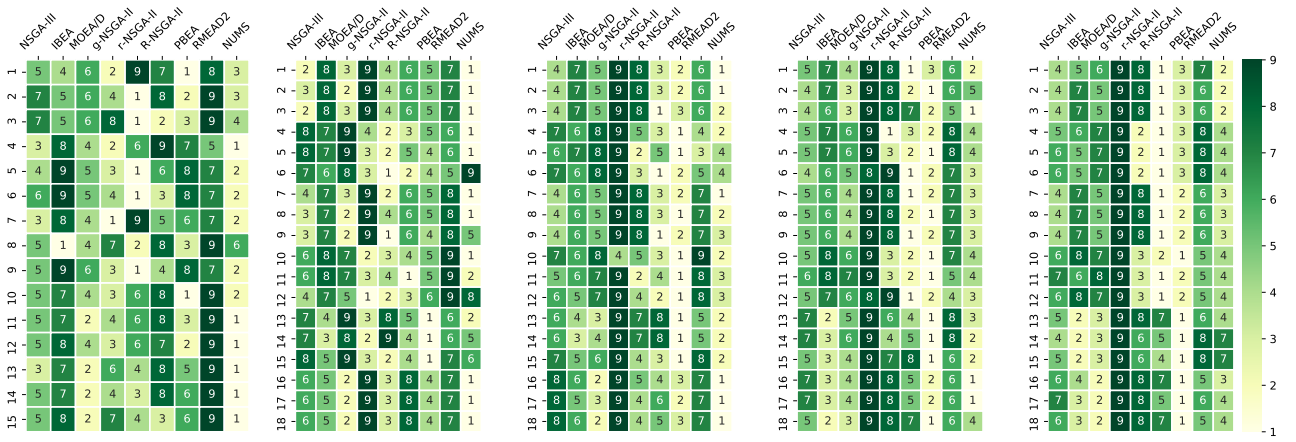 NSGA-III IBEA MOEA/D g-NSGA-II r-NSGA-II R-NSGA-II PBEA RMEAD2 NUMS
1 5 4 6 2 9 7 1 8 3
2 7 5 6 4 1 8 2 9 3
3 7 5 6 8 1 2 3 9 4
4 3 8 4 2 6 9 7 5 1
5 4 9 5 3 1 6 8 7 2
6 6 9 5 4 1 3 8 7 2
7 3 8 4 1 9 5 6 7 2
8 5 1 4 7 2 8 3 9 6
9 5 9 6 3 1 4 8 7 2
10 5 7 4 3 6 8 1 9 2
11 5 7 2 4 6 8 3 9 1
12 5 8 4 3 6 7 2 9 1
13 3 7 2 6 4 8 5 9 1
14 5 7 2 4 3 8 6 9 1
15 5 8 2 7 4 3 6 9 1
NSGA-III IBEA MOEA/D g-NSGA-II r-NSGA-II R-NSGA-II PBEA RMEAD2 NUMS
1 2 8 3 9 4 6 5 7 1
2 3 8 2 9 4 6 5 7 1
3 2 8 3 9 4 6 5 7 1
4 8 7 9 4 2 3 5 6 1
5 8 7 9 3 2 5 4 6 1
6 7 6 8 3 1 2 4 5 9
7 4 7 3 9 2 6 5 8 1
8 3 7 2 9 4 6 5 8 1
9 3 7 2 9 1 6 4 8 5
10 6 8 7 3 2 5 4 9 1
11 6 8 7 3 4 1 5 9 2
12 4 7 5 1 2 3 6 9 8
13 7 4 9 3 8 5 1 6 2
14 7 3 8 2 9 4 1 6 5
15 8 5 9 3 2 4 1 7 6
16 6 5 2 9 3 8 4 7 1
17 6 5 2 9 3 8 4 7 1
18 6 5 2 9 3 8 4 7 1
NSGA-III IBEA MOEA/D g-NSGA-II r-NSGA-II R-NSGA-II PBEA RMEAD2 NUMS
1 4 7 5 9 8 3 2 6 1
2 4 7 5 9 8 3 2 6 1
3 4 7 5 9 8 1 3 6 2
4 7 6 8 9 5 3 1 4 2
5 6 7 8 9 2 5 1 3 4
6 7 6 8 9 3 1 2 5 4
7 4 6 5 9 8 3 2 7 1
8 4 6 5 9 8 3 1 7 2
9 4 6 5 9 8 1 2 7 3
10 7 6 8 4 5 3 1 9 2
11 5 6 7 9 2 4 1 8 3
12 5 6 7 9 4 2 1 8 3
13 6 4 3 9 7 8 1 5 2
14 6 3 4 9 7 8 1 5 2
15 7 5 6 9 4 3 1 8 2
16 8 6 2 9 5 4 3 7 1
17 8 5 3 9 4 6 2 7 1
18 8 6 3 9 4 5 2 7 1
NSGA-III IBEA MOEA/D g-NSGA-II r-NSGA-II R-NSGA-II PBEA RMEAD2 NUMS
1 5 7 4 9 8 1 3 6 2
2 4 7 3 9 8 1 2 6 5
3 4 6 3 9 8 7 2 5 1
4 5 7 6 9 1 3 2 8 4
5 5 7 6 9 3 2 1 8 4
6 4 6 5 8 9 1 2 7 3
7 5 6 4 9 8 1 2 7 3
8 5 6 4 9 8 1 2 7 3
9 5 6 4 9 8 1 2 7 3
10 5 8 6 9 3 2 1 7 4
11 6 8 7 9 3 2 1 5 4
12 5 7 6 8 9 1 2 4 3
13 7 2 5 9 6 3 1 8 4
14 7 3 6 9 5 2 1 8 4
15 3 4 5 9 7 8 1 6 2
16 7 3 4 9 8 5 2 6 1
17 7 3 4 9 8 5 2 6 1
18 7 3 5 9 8 1 2 6 4
NSGA-III IBEA MOEA/D g-NSGA-II r-NSGA-II R-NSGA-II PBEA RMEAD2 NUMS
1 4 5 6 9 8 1 3 7 2
2 4 7 5 9 8 1 3 6 2
3 4 7 5 9 8 1 3 6 2
4 5 6 7 9 3 1 2 8 4
5 5 6 7 9 3 1 2 8 4
6 5 6 7 9 3 1 2 8 4
7 4 7 5 9 8 1 2 6 3
8 4 7 5 9 8 1 2 6 3
9 4 7 5 9 8 1 2 6 3
10 5 7 6 9 3 2 1 8 4
11 7 6 8 9 3 1 2 5 4
12 6 8 7 9 3 1 2 5 4
13 5 2 3 9 8 7 1 6 4
14 5 2 3 9 6 4 1 8 7
15 4 2 3 9 6 5 1 8 7
16 6 4 2 9 8 7 1 5 3
17 6 2 3 9 8 7 1 5 4
18 6 2 3 9 8 7 1 5 4
9
8
7
6
5
4
3
2
1